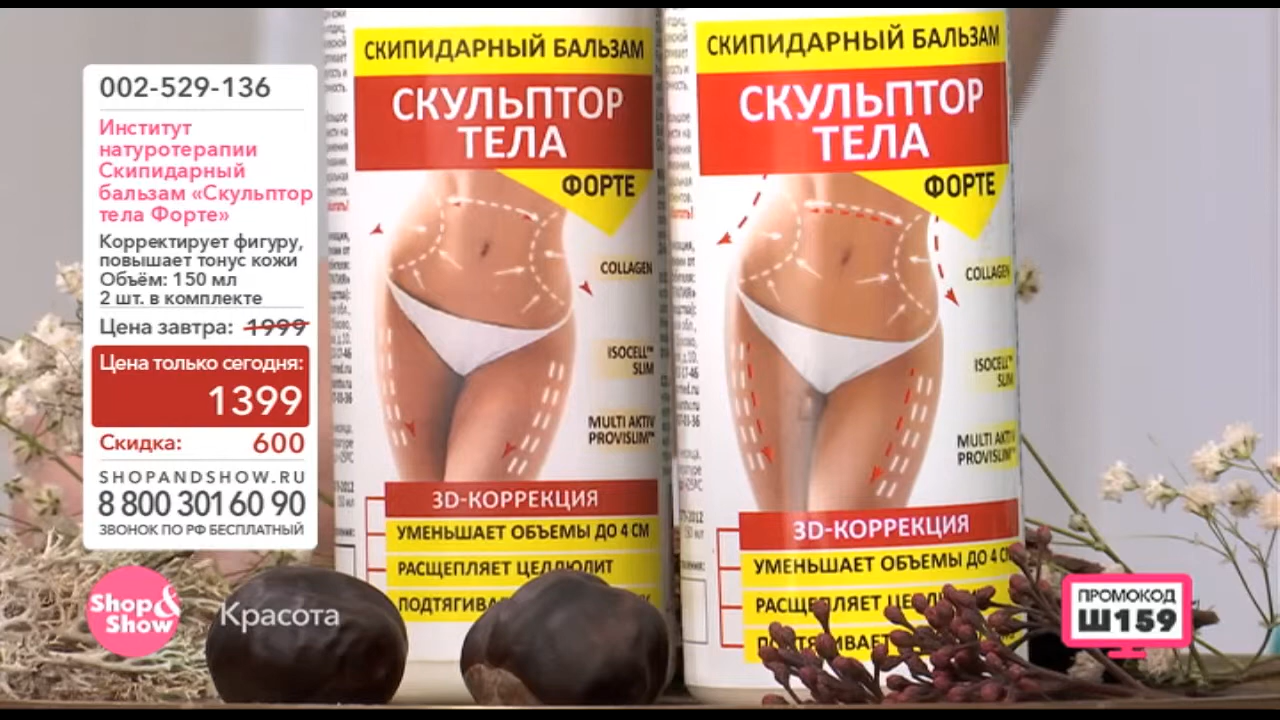 002-529-136
Институт
натуротерапии
Скипидарный
бальзам «Скульптор
тела Форте»
Корректирует фигуру,
повышает тонус кожи
Объём: 150 мл
2 шт. в комплекте
Цена завтра: 1999
Цена только сегодня:
1399
Скидка: 600
SHOPANDSHOW.RU
8 800 301 60 90
ЗВОНОК ПО РФ БЕСПЛАТНЫЙ
Shop&
Show
Красота
СКИПИДАРНЫЙ БАЛЬЗАМ
СКУЛЬПТОР
ТЕЛА
ФОРТЕ
COLLAGEN
ISOCELL™
SLIM
MULTI AKTIV
PROVISLIM™
3D-КОРРЕКЦИЯ
УМЕНЬШАЕТ ОБЪЕМЫ ДО 4 СМ
РАСЩЕПЛЯЕТ ЦЕЛЛЮЛИТ
СКИПИДАРНЫЙ БАЛЬЗАМ
СКУЛЬПТОР
ТЕЛА
ФОРТЕ
COLLAGEN
ISOCELL™
SLIM
MULTI AKTIV
PROVISLIM™
3D-КОРРЕКЦИЯ
УМЕНЬШАЕТ ОБЪЕМЫ ДО 4 СМ
РАСЩЕПЛЯЕТ
ПОДТЯГИВАЕТ
ПРОМОКОД
Ш159